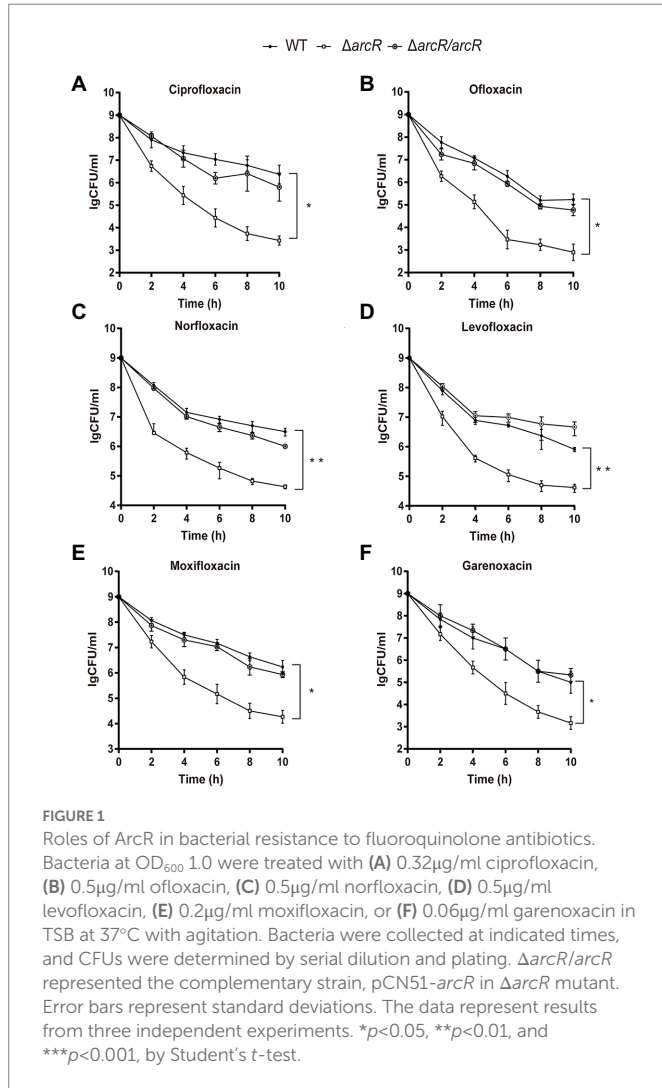 WT ΔarcR ΔarcR/arcR
A
Ciprofloxacin
lgCFU/ml
10
9
8
7
6
5
4
3
2
*
0 2 4 6 8 10
Time (h)
B
Ofloxacin
lgCFU/ml
10
9
8
7
6
5
4
3
2
*
0 2 4 6 8 10
Time (h)
C
Norfloxacin
lgCFU/ml
10
9
8
7
6
5
4
* *
0 2 4 6 8 10
Time (h)
D
Levofloxacin
lgCFU/ml
10
9
8
7
6
5
4
* *
0 2 4 6 8 10
Time (h)
E
Moxifloxacin
lgCFU/ml
10
9
8
7
6
5
4
3
*
0 2 4 6 8 10
Time (h)
F
Garenoxacin
lgCFU/ml
10
9
8
7
6
5
4
3
2
*
0 2 4 6 8 10
Time (h)
FIGURE 1
Roles of ArcR in bacterial resistance to fluoroquinolone antibiotics.
Bacteria at OD600 1.0 were treated with (A) 0.32μg/ml ciprofloxacin,
(B) 0.5μg/ml ofloxacin, (C) 0.5μg/ml norfloxacin, (D) 0.5μg/ml
levofloxacin, (E) 0.2μg/ml moxifloxacin, or (F) 0.06μg/ml garenoxacin in
TSB at 37°C with agitation. Bacteria were collected at indicated times,
and CFUs were determined by serial dilution and plating. ΔarcR/arcR
represented the complementary strain, pCN51-arcR in ΔarcR mutant.
Error bars represent standard deviations. The data represent results
from three independent experiments. *p<0.05, **p<0.01, and
***p<0.001, by Student's t-test.